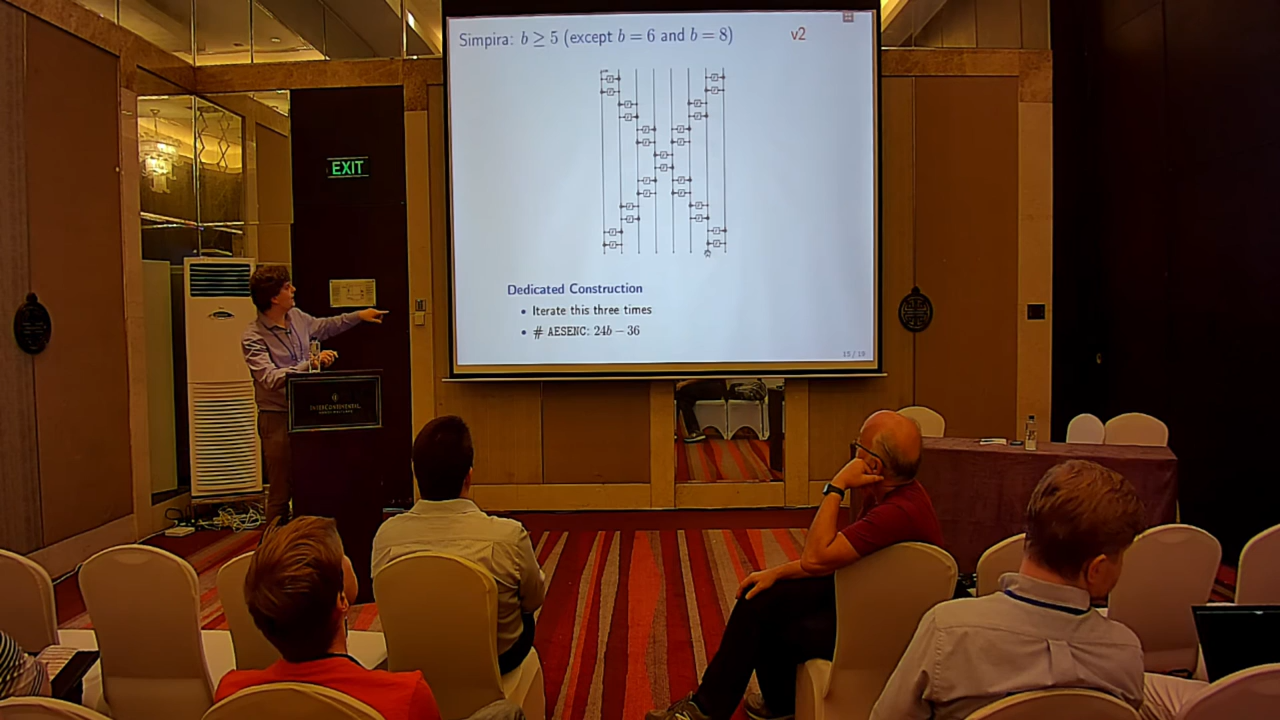 Simpira: b ≥ 5 (except b = 6 and b = 8)
v2
EXIT
Dedicated Construction
• Iterate this three times
• # AESENC: 24b − 36
15 / 19
INTERCONTINENTAL